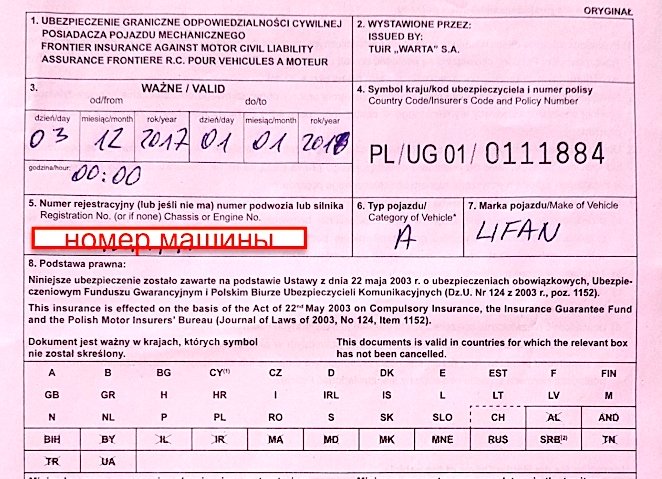 ORYGINAŁ
1. UBEZPIECZENIE GRANICZNE ODPOWIEDZIALNOŚCI CYWILNEJ
POSIADACZA POJAZDU MECHANICZNEGO
FRONTIER INSURANCE AGAINST MOTOR CIVIL LIABILITY
ASSURANCE FRONTIERE R.C. POUR VEHICULES A MOTEUR
2. WYSTAWIONE PRZEZ:
ISSUED BY:
TUiR „WARTA” S.A.
3. WAŻNE / VALID
od/from do/to
dzień/day miesiąc/month rok/year dzień/day miesiąc/month rok/year
03 12 2017 01 01 2018
godzina/hour: 00:00
4. Symbol kraju/kod ubezpieczyciela i numer polisy
Country Code/Insurer's Code and Policy Number
PL/UG 01/ 0111884
5. Numer rejestracyjny (lub jeśli nie ma) numer podwozia lub silnika
Registration No. (or if none) Chassis or Engine No.
номер машины
6. Typ pojazdu/
Category of Vehicle*
A
7. Marka pojazdu/Make of Vehicle
LIFAN
8. Podstawa prawna:
Niniejsze ubezpieczenie zostało zawarte na podstawie Ustawy z dnia 22 maja 2003 r. o ubezpieczeniach obowiązkowych, Ubezpie-
czeniowym Funduszu Gwarancyjnym i Polskim Biurze Ubezpieczycieli Komunikacyjnych (Dz.U. Nr 124 z 2003 r., poz. 1152).
This insurance is effected on the basis of the Act of 22nd May 2003 on Compulsory Insurance, the Insurance Guarantee Fund
and the Polish Motor Insurers' Bureau (Journal of Laws of 2003, No 124, Item 1152).
Dokument jest ważny w krajach, których symbol
nie został skreślony.
This documents is valid in countries for which the relevant box
has not been cancelled.
A B BG CY(1) CZ D DK E EST F FIN
GB GR H HR I IRL IS L LT LV M
N NL P PL RO S SK SLO CH AL AND
BIH BY IL IR MA MD MK MNE RUS SRB(2) TN
TR UA